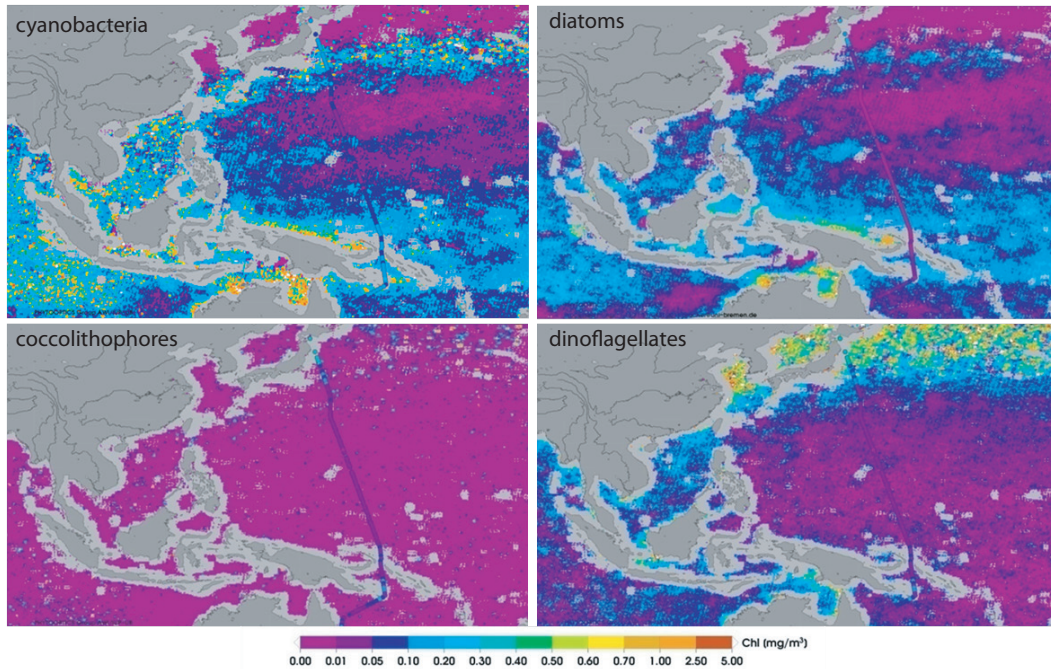 cyanobacteria
diatoms
coccolithophores
dinoflagellates
Chl (mg/m³)
0.00 0.01 0.05 0.10 0.20 0.30 0.40 0.50 0.60 0.70 1.00 2.50 5.00